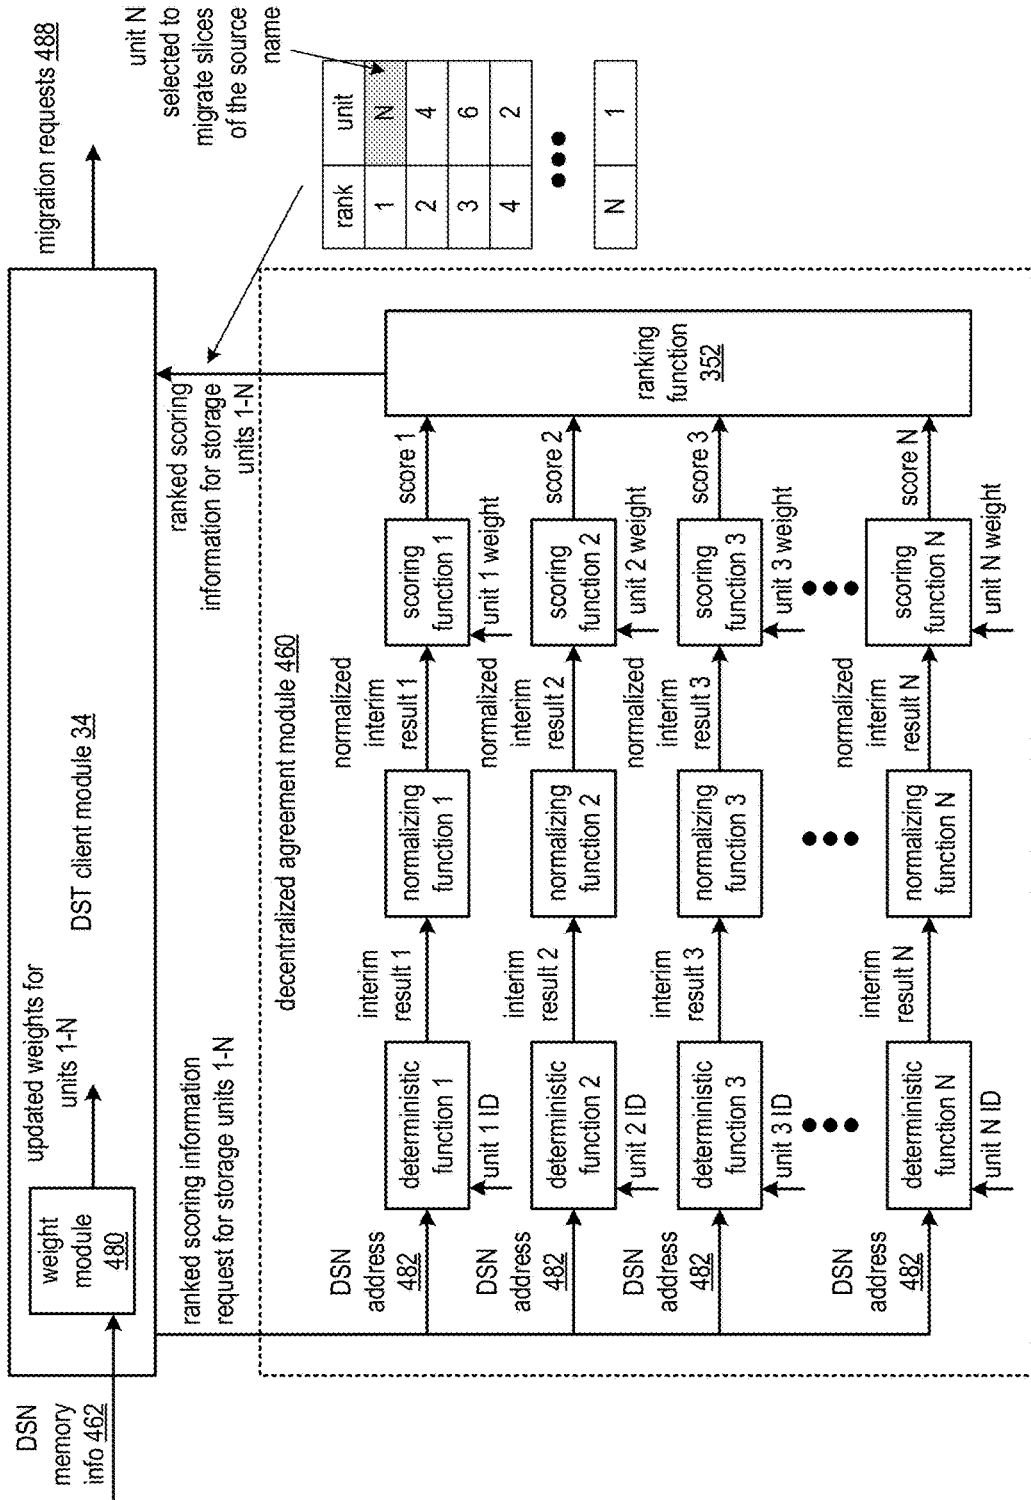 DSN
memory
info 462
weight
module
480
updated weights for
units 1-N
DST client module 34
migration requests 488
ranked scoring information
request for storage units 1-N
ranked scoring
information for storage
units 1-N
unit N
selected to
migrate slices
of the source
name
rank unit
1 N
2 4
3 6
4 2
N 1
decentralized agreement module 460
DSN
address
482
deterministic
function 1
unit 1 ID
interim
result 1
normalizing
function 1
normalized
interim
result 1
scoring
function 1
unit 1 weight
score 1
DSN
address
482
deterministic
function 2
unit 2 ID
interim
result 2
normalizing
function 2
normalized
interim
result 2
scoring
function 2
unit 2 weight
score 2
DSN
address
482
deterministic
function 3
unit 3 ID
interim
result 3
normalizing
function 3
normalized
interim
result 3
scoring
function 3
unit 3 weight
score 3
DSN
address
482
deterministic
function N
unit N ID
interim
result N
normalizing
function N
normalized
interim
result N
scoring
function N
unit N weight
score N
ranking
function
352